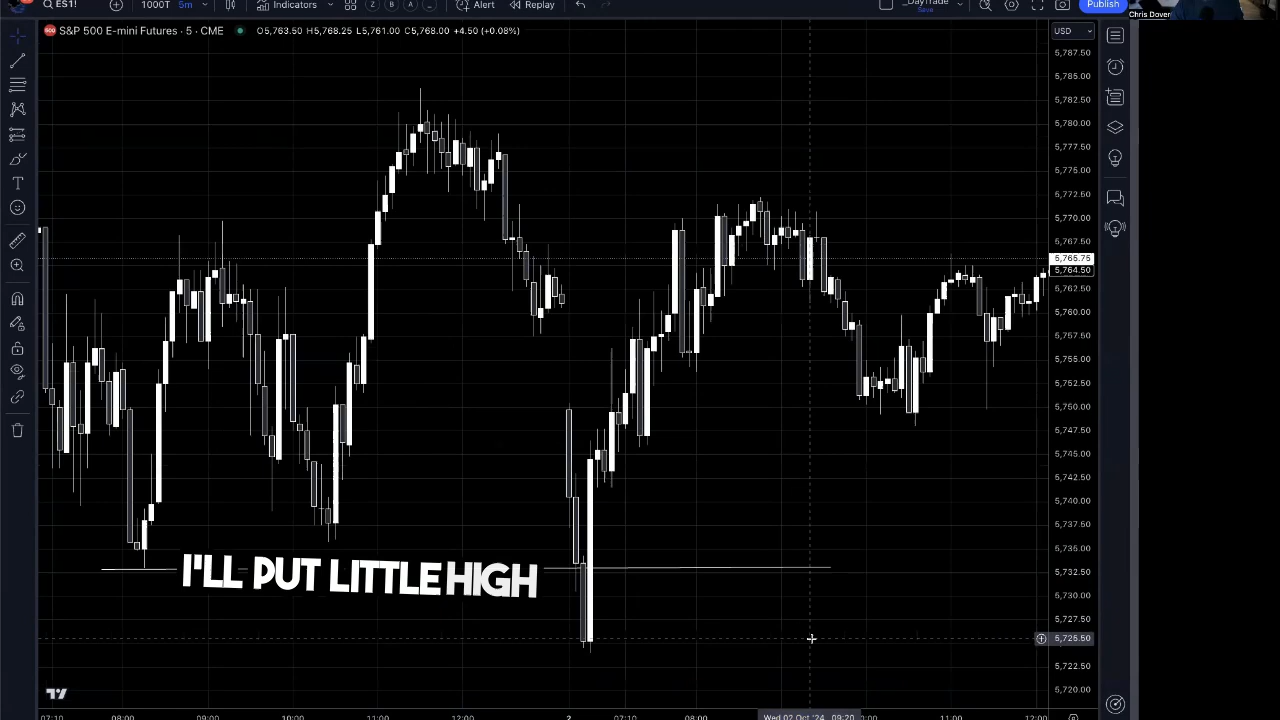 ES1!
1000T
5m
Indicators
Alert
Replay
_DayTrade
Save
Publish
Chris Dover
S&P 500 E-mini Futures · 5 · CME
O5,763.50 H5,768.25 L5,761.00 C5,768.00 +4.50 (+0.08%)
USD
5,787.50
5,785.00
5,782.50
5,780.00
5,777.50
5,775.00
5,772.50
5,770.00
5,767.50
5,765.75
5,764.50
5,762.50
5,760.00
5,757.50
5,755.00
5,752.50
5,750.00
5,747.50
5,745.00
5,742.50
5,740.00
5,737.50
5,735.00
5,732.50
5,730.00
5,727.50
5,725.50
5,722.50
5,720.00
I'LL PUT LITTLE HIGH
07:10
08:00
09:00
10:00
11:00
12:00
2
07:10
08:00
Wed 02 Oct '24 09:20
11:00
12:00